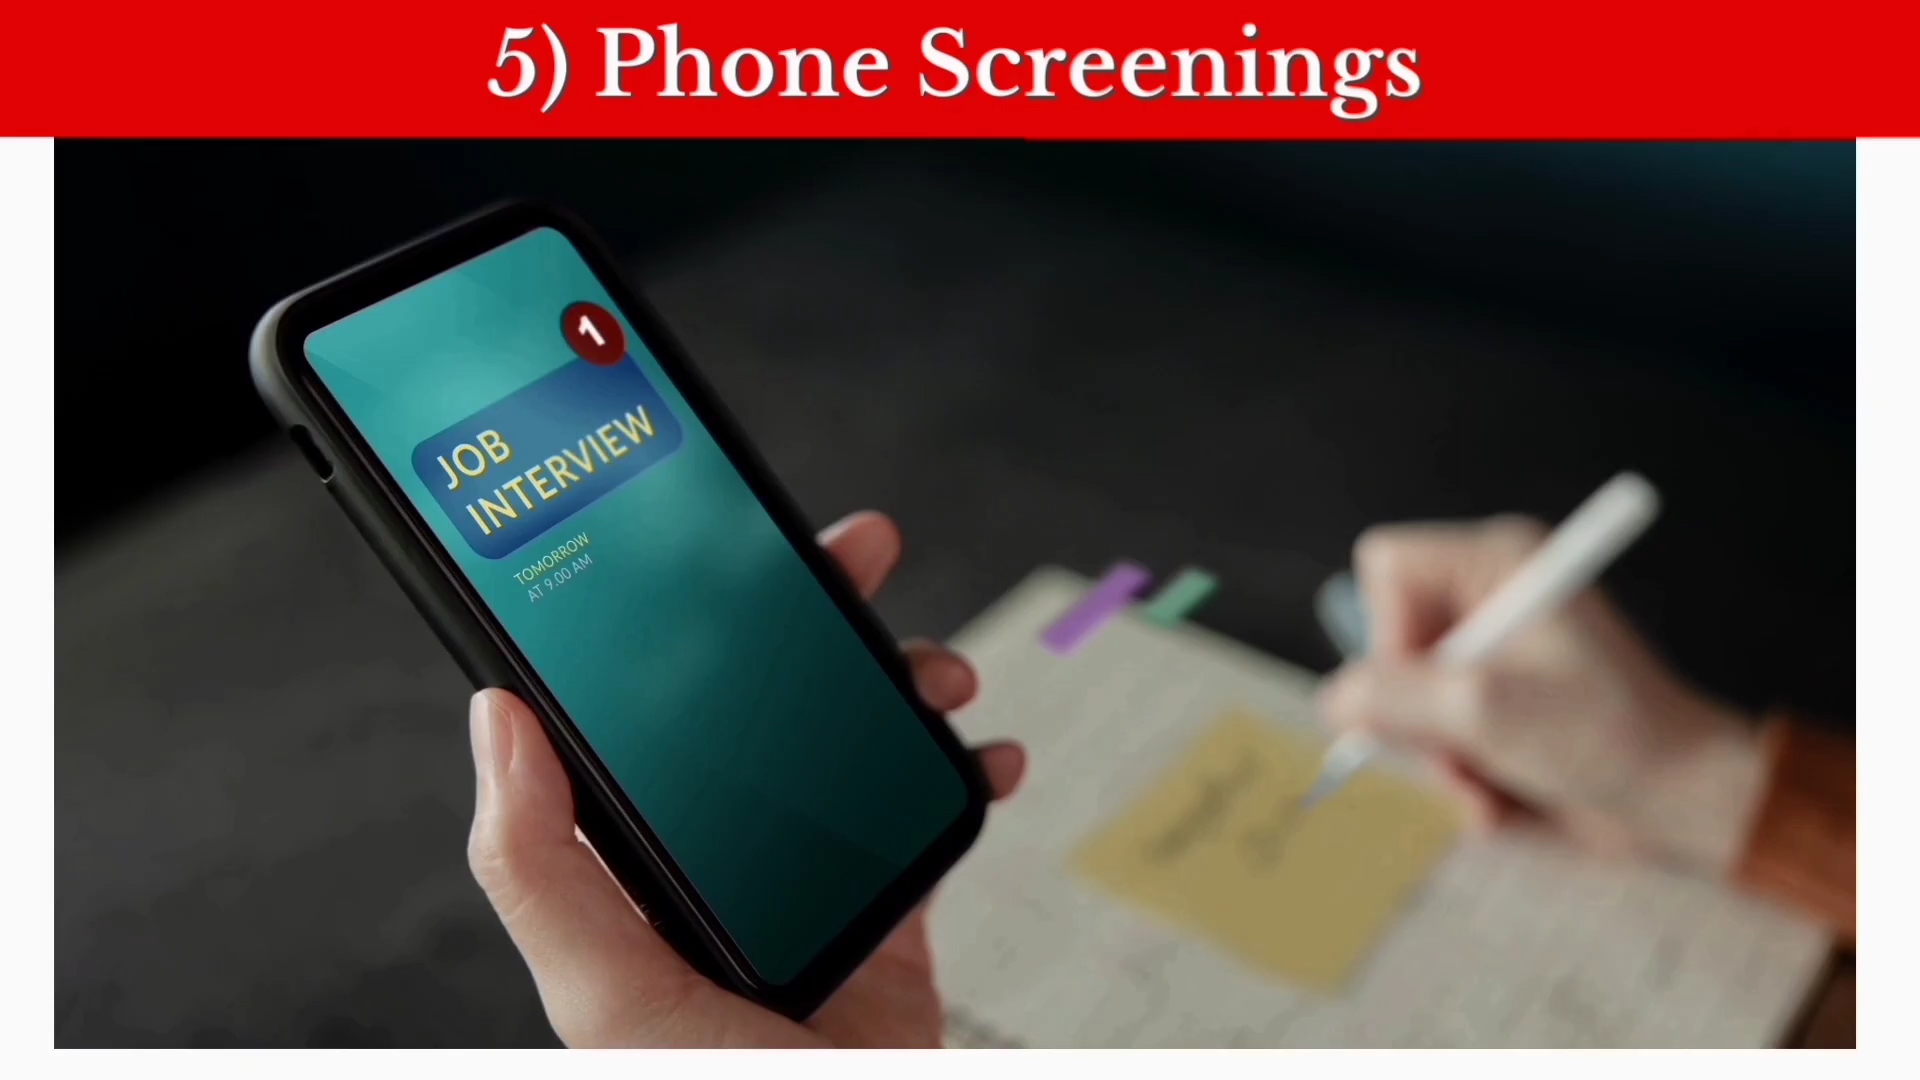 5) Phone Screenings
1
JOB
INTERVIEW
TOMORROW
AT 9.00 AM